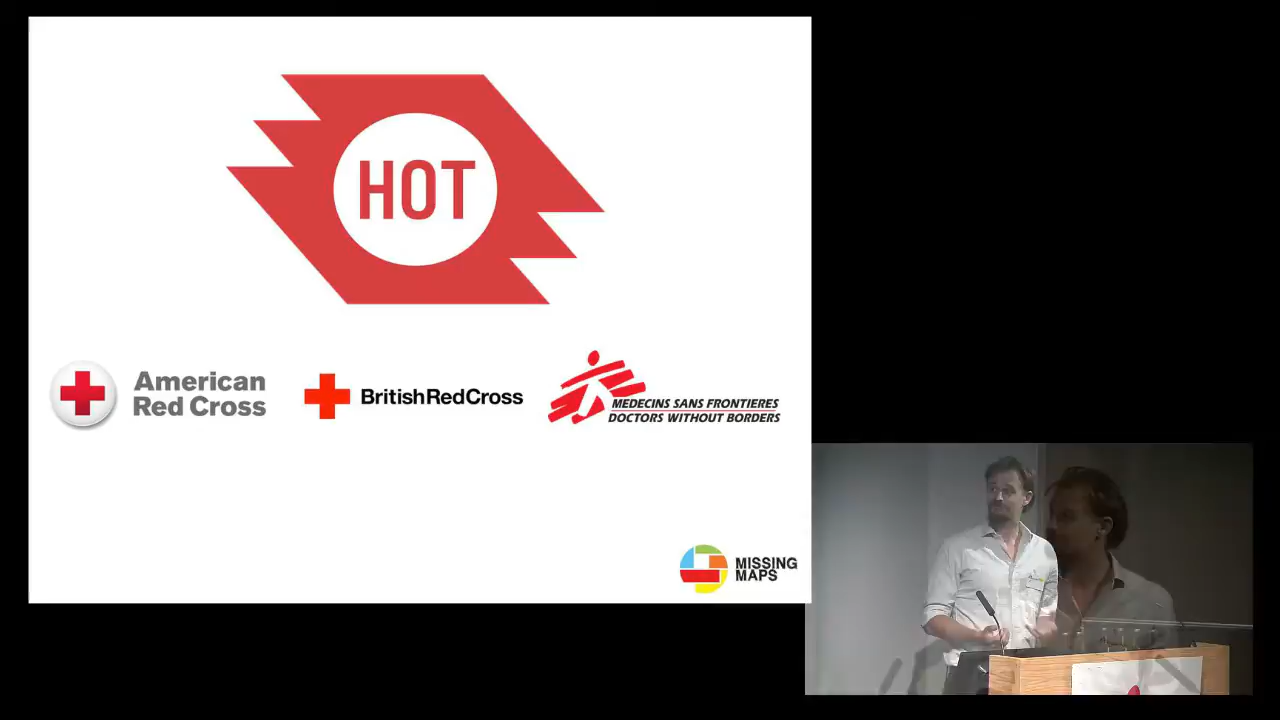 HOT
American
Red Cross
BritishRedCross
MEDECINS SANS FRONTIERES
DOCTORS WITHOUT BORDERS
MISSING
MAPS